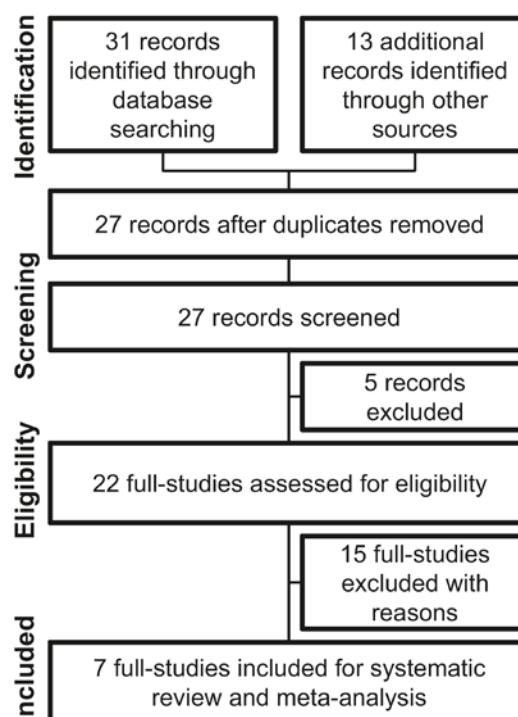 Identification
31 records
identified through
database
searching
13 additional
records identified
through other
sources
27 records after duplicates removed
Screening
27 records screened
5 records
excluded
Eligibility
22 full-studies assessed for eligibility
15 full-studies
excluded with
reasons
ncluded
7 full-studies included for systematic
review and meta-analysis